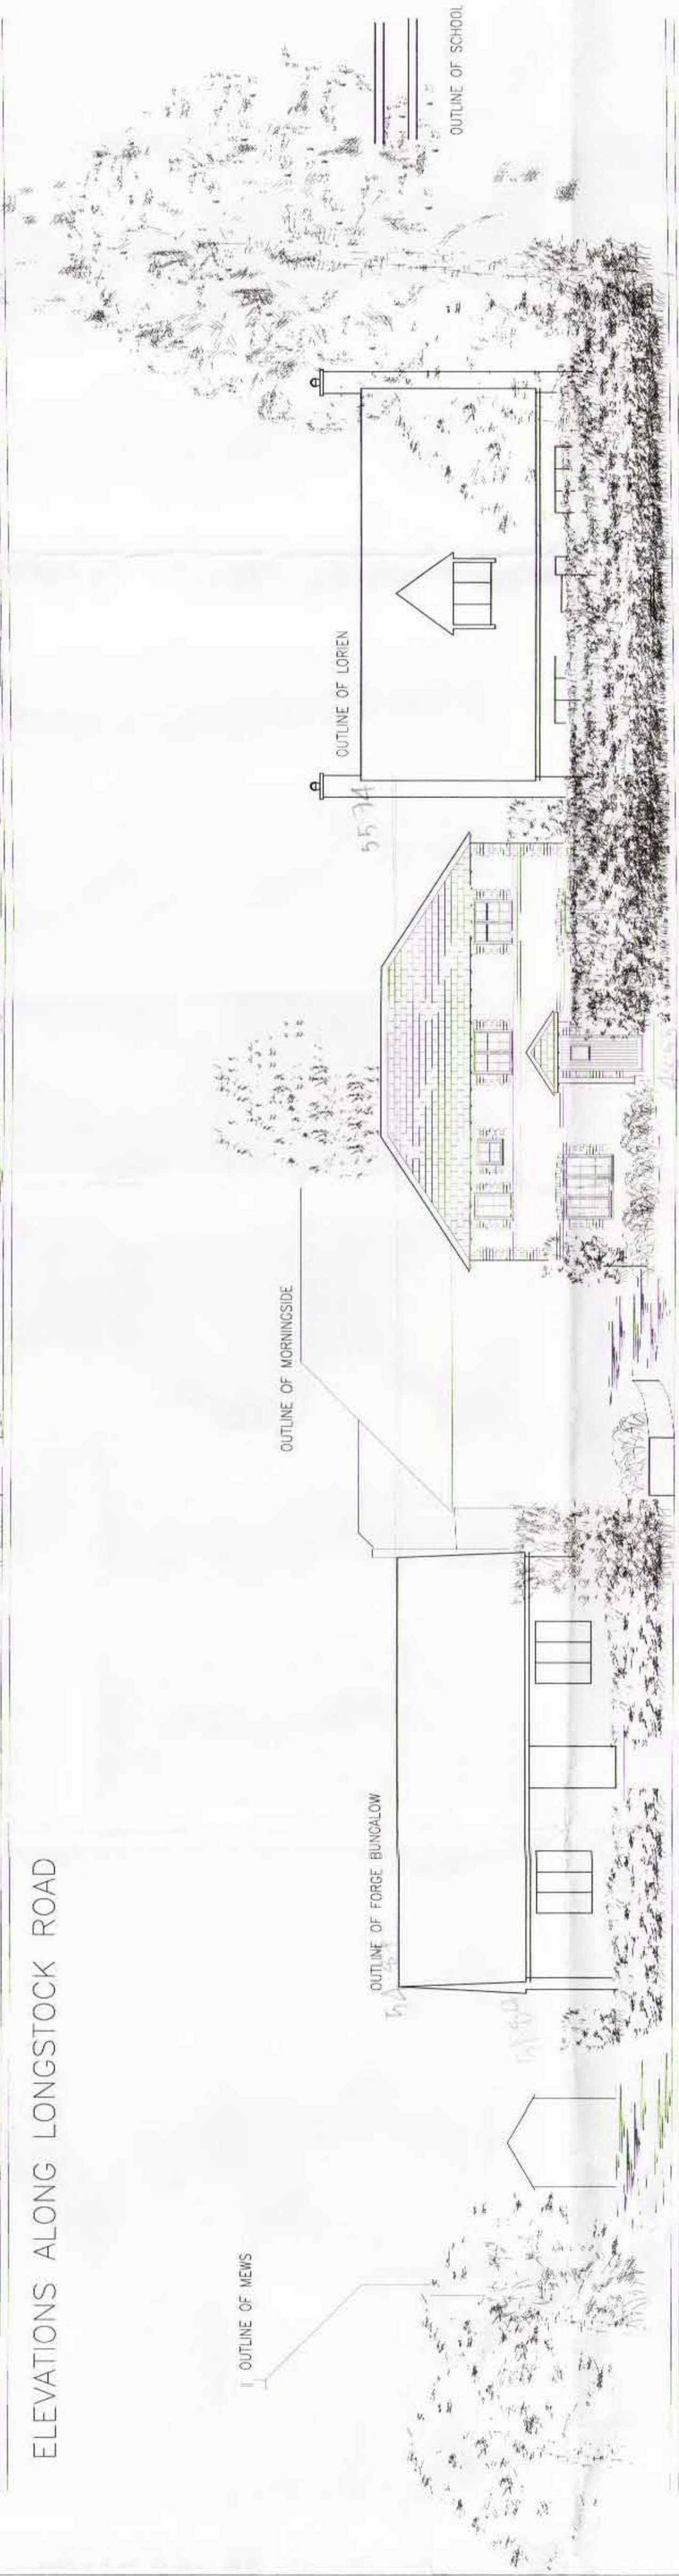 ELEVATIONS ALONG LONGSTOCK ROAD
OUTLINE OF MEWS
OUTLINE OF FORGE BUNGALOW
OUTLINE OF MORNINGSIDE
OUTLINE OF LORIEN
5574
OUTLINE OF SCHOOL